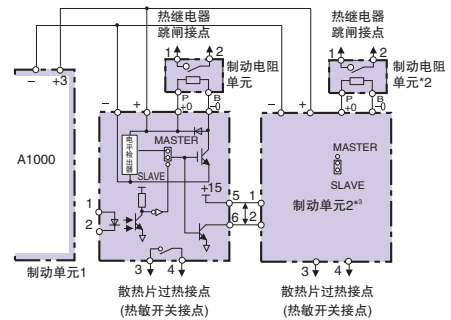 热继电器
跳闸接点
热继电器
跳闸接点
1 2
1 2
制动电阻
单元
制动电阻
单元*2
P
+0
B
−0
P
+0
B
−0
− +3
− +
− +
A1000
电平检出器
MASTER
SLAVE
+15
1
2
5 1
6 2
MASTER
SLAVE
制动单元2*3
制动单元1
3 4
3 4
散热片过热接点
(热敏开关接点)
散热片过热接点
(热敏开关接点)